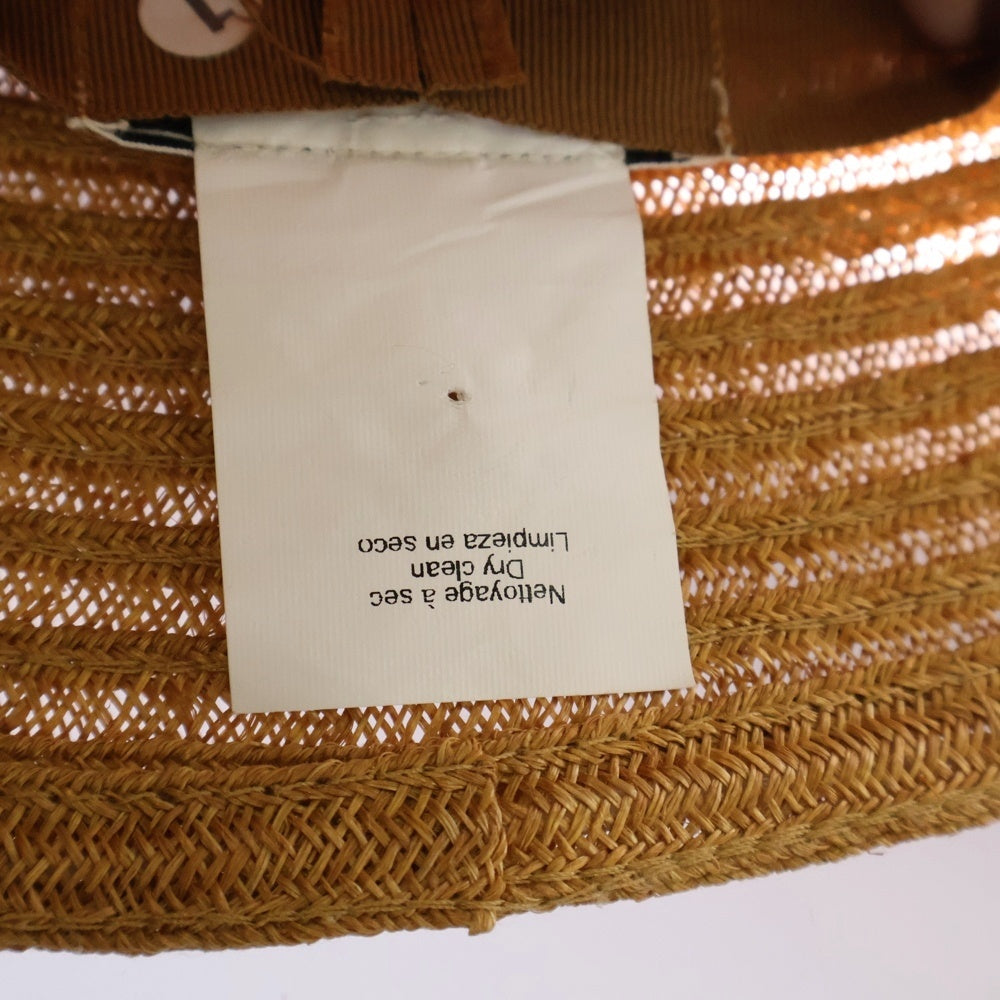 Nettoyage à sec
Dry clean
Limpieza en seco